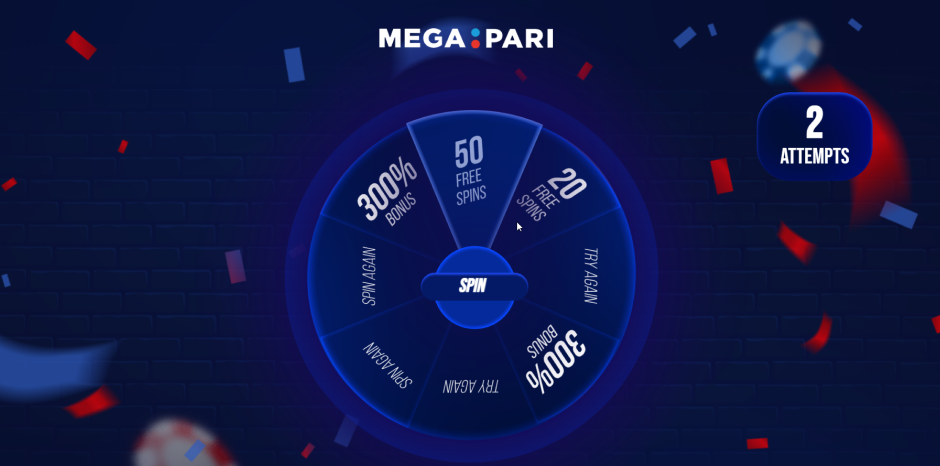 MEGA PARI
2
ATTEMPTS
50
FREE
SPINS
20
FREE
SPINS
TRY AGAIN
300%
BONUS
TRY AGAIN
SPIN AGAIN
SPIN AGAIN
300%
BONUS
SPIN